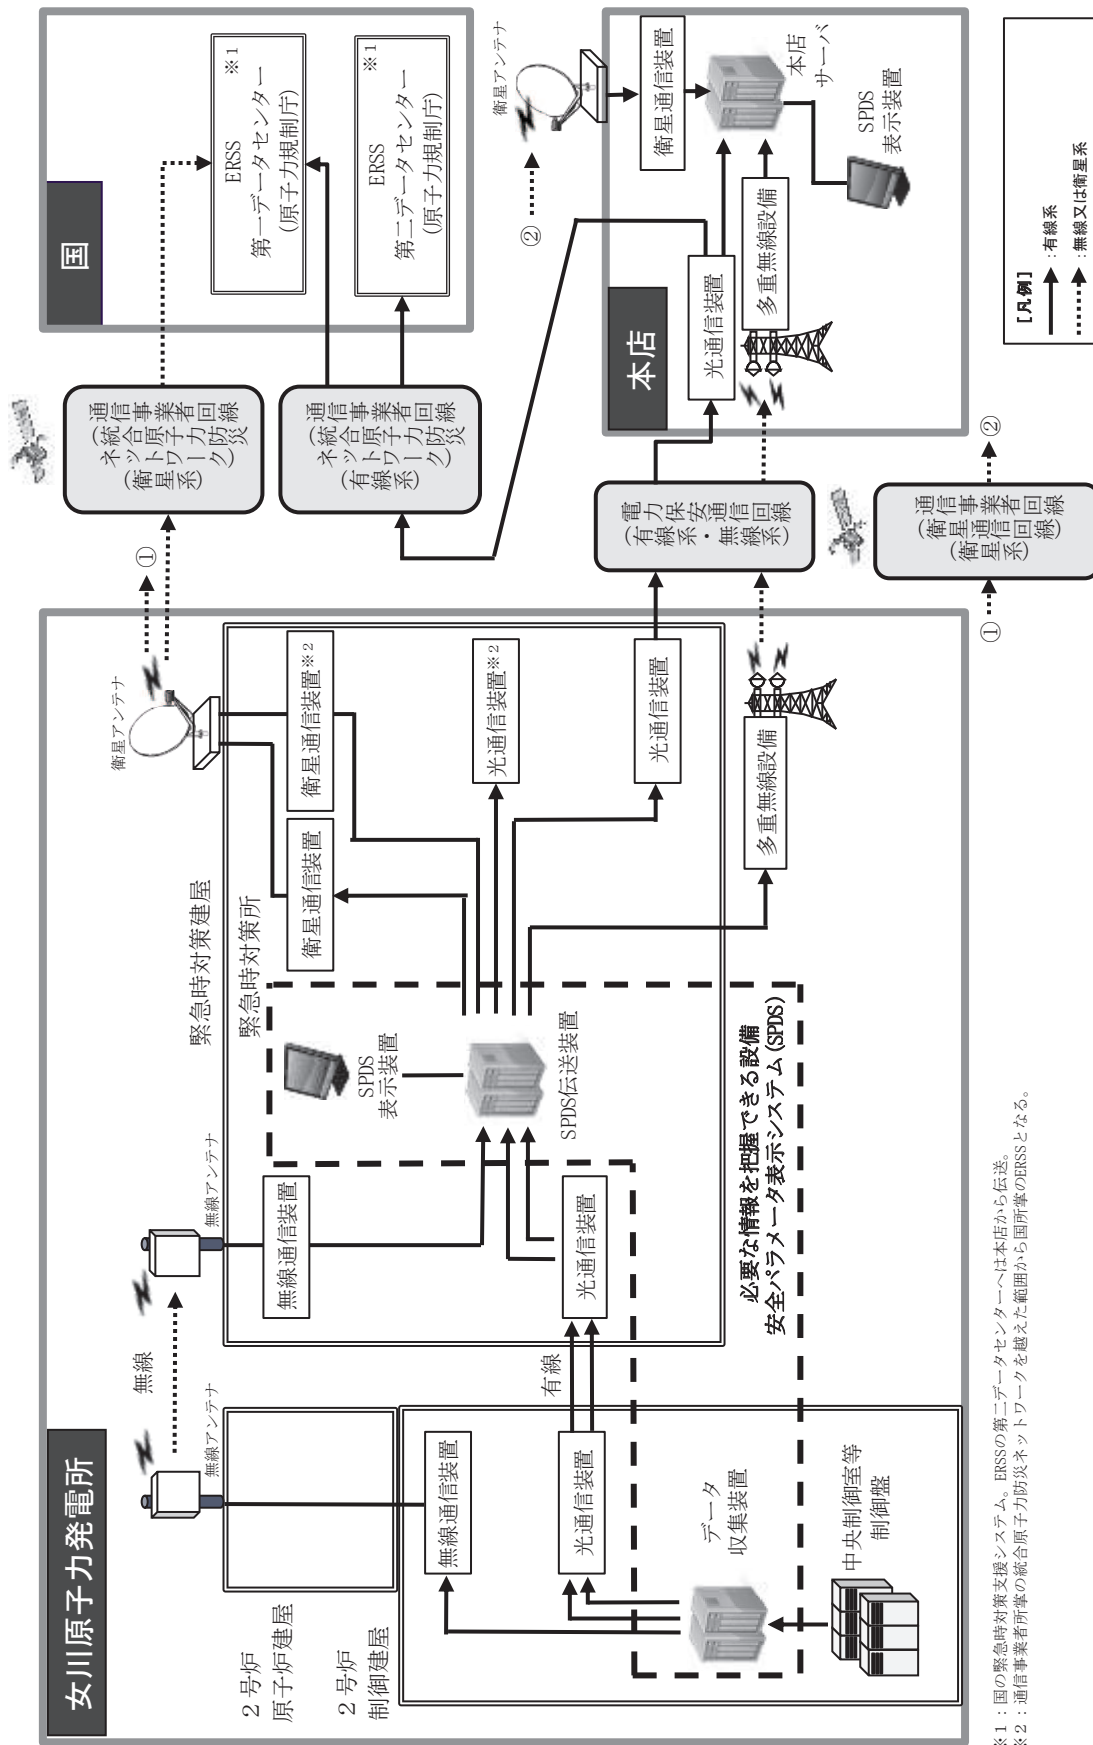 女川原子力発電所
2号炉
原子炉建屋
2号炉
制御建屋
無線アンテナ
無線
無線アンテナ
無線通信装置
光通信装置
有線
データ
収集装置
中央制御室等
制御盤
緊急時対策建屋
緊急時対策所
無線通信装置
光通信装置
SPDS
表示装置
SPDS伝送装置
必要な情報を把握できる設備
安全パラメータ表示システム(SPDS)
衛星アンテナ
衛星通信装置
衛星通信装置※2
光通信装置※2
光通信装置
多重無線設備
①
通信事業者回線
(統合原子力防災
ネットワーク)
(衛星系)
通信事業者回線
(統合原子力防災
ネットワーク)
(有線系)
電力保安通信回線
(有線系・無線系)
①
通信事業者回線
(衛星通信回線)
(衛星系)
②
国
ERSS ※1
第一データセンター
(原子力規制庁)
ERSS ※1
第二データセンター
(原子力規制庁)
本店
②
衛星アンテナ
衛星通信装置
光通信装置
多重無線設備
本店
サーバ
SPDS
表示装置
[凡例]
:有線系
:無線又は衛星系
※1:国の緊急時対策支援システム。ERSSの第二データセンターへは本店から伝送。
※2:通信事業者所掌の統合原子力防災ネットワークを越えた範囲から国所掌のERSSとなる。